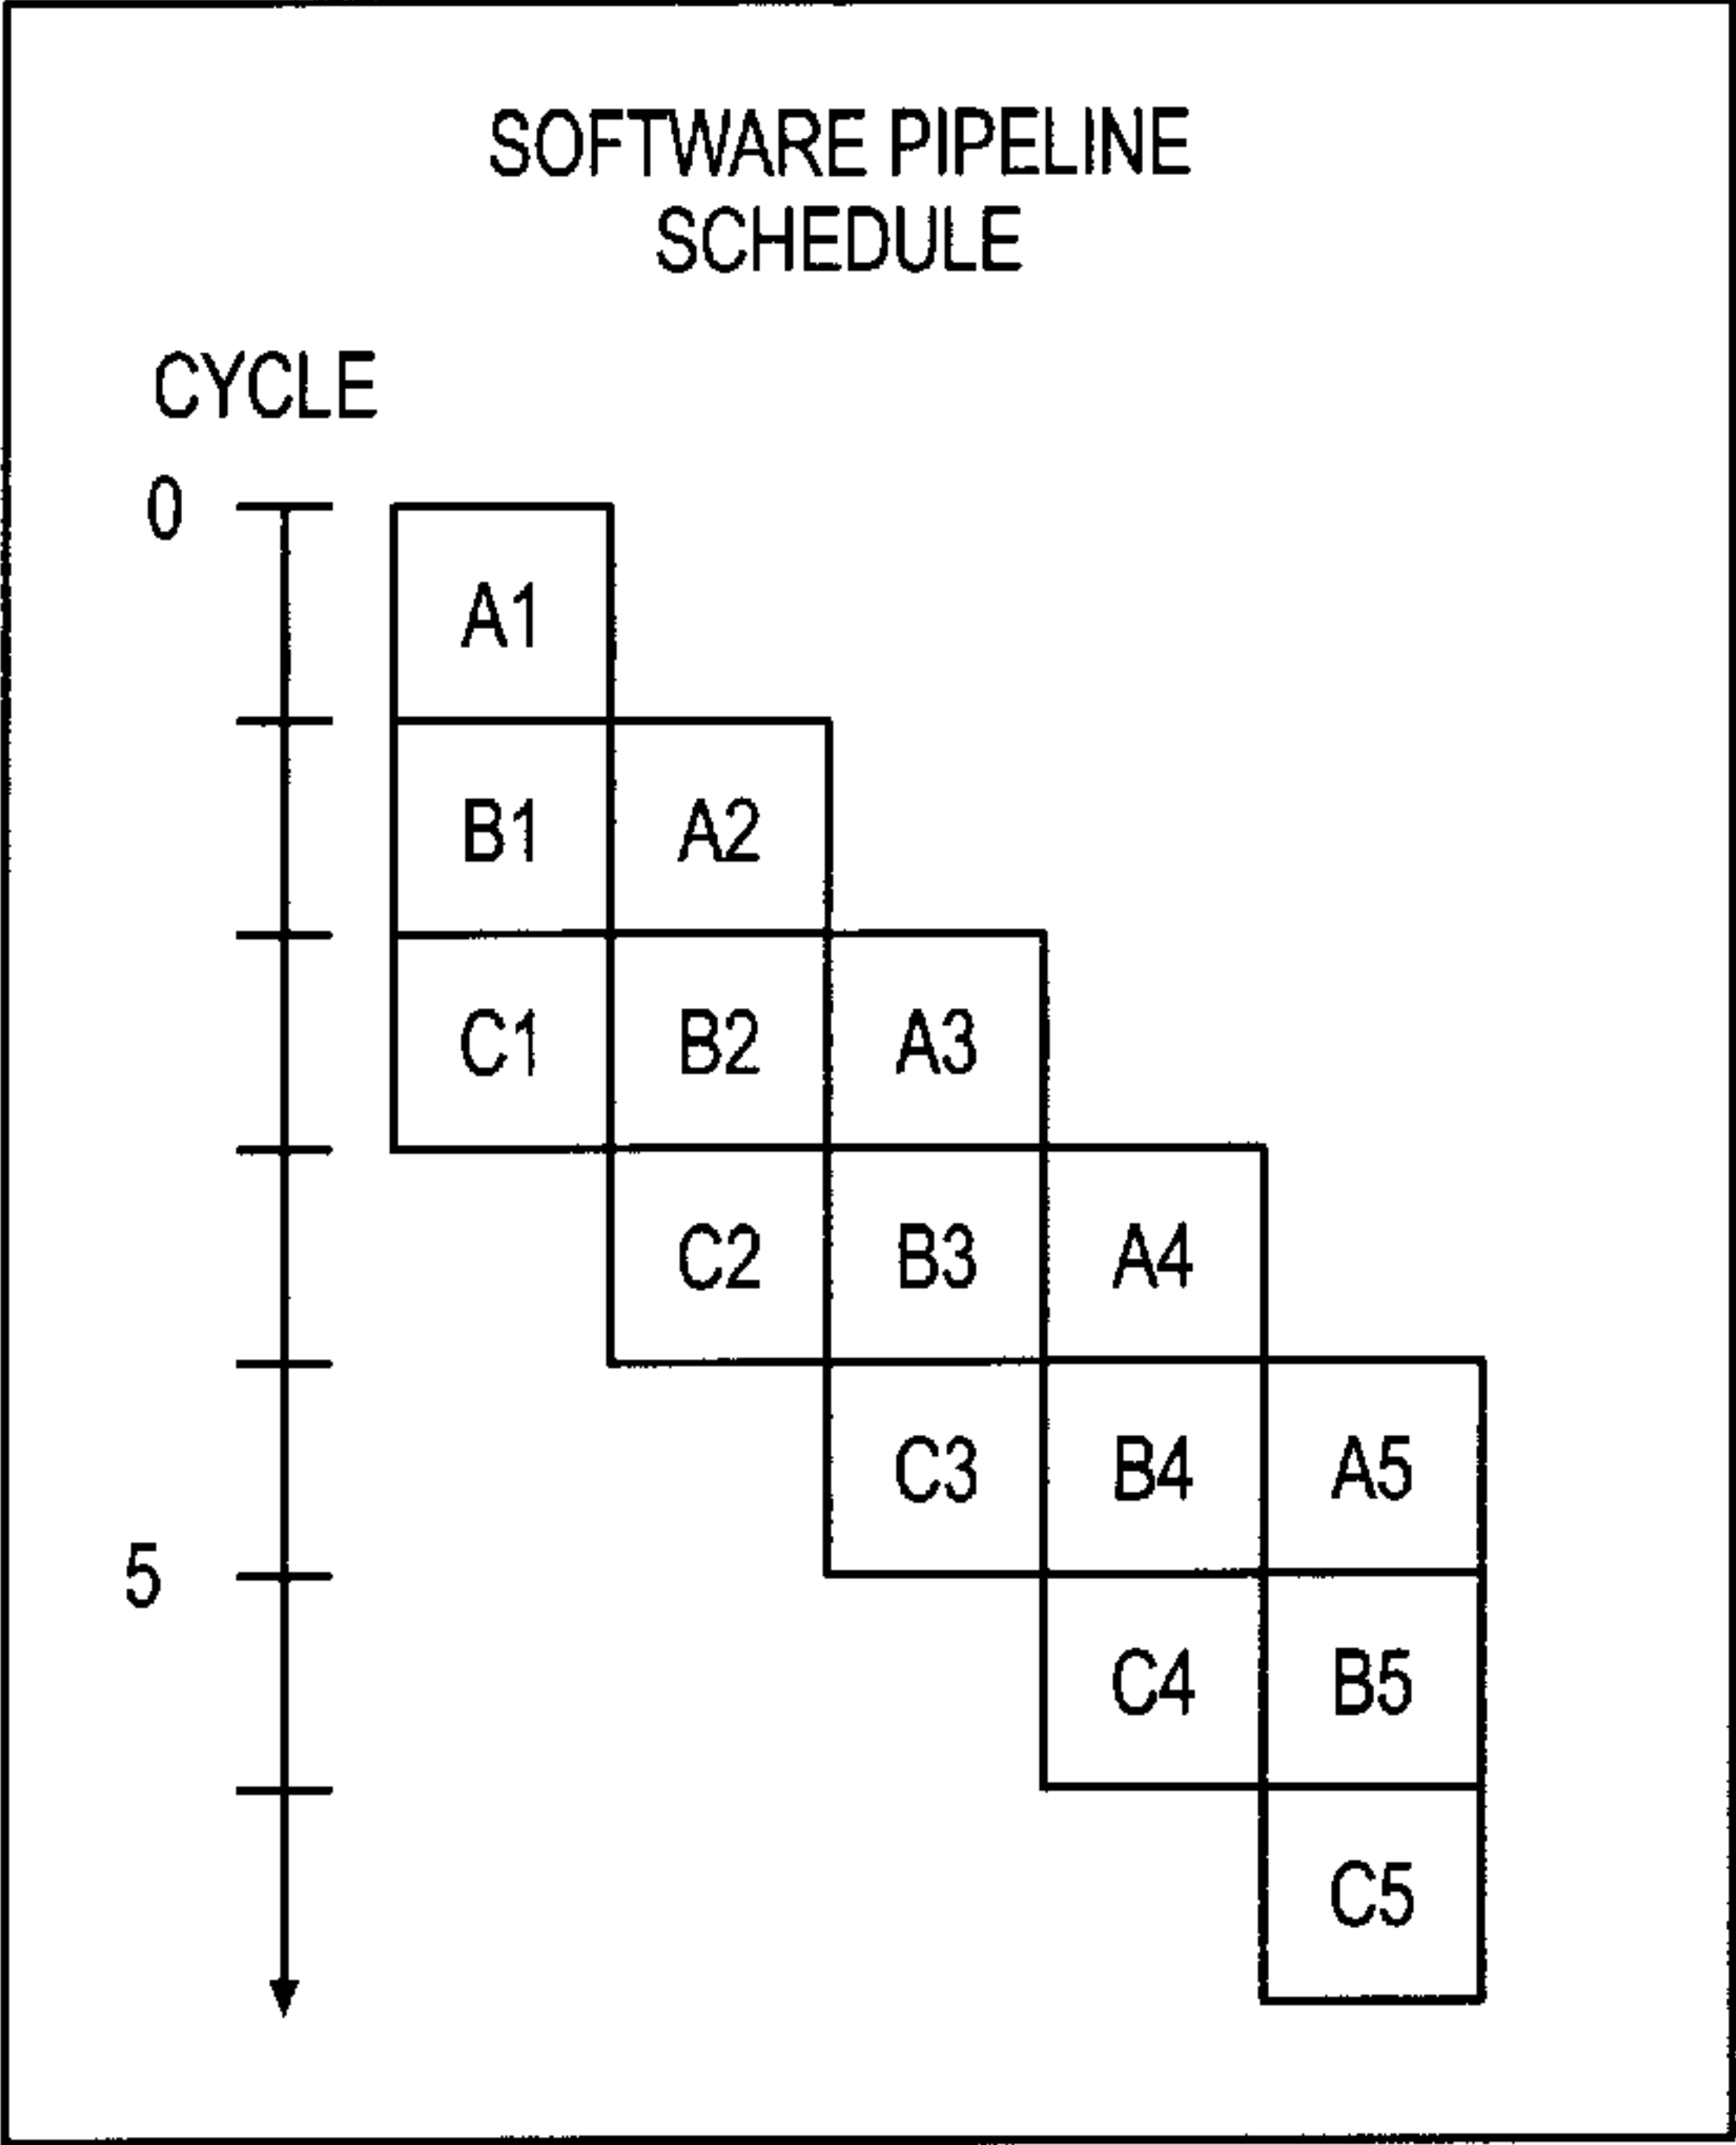 SOFTWARE PIPELINE
SCHEDULE
CYCLE
0
A1
B1 A2
C1 B2 A3
C2 B3 A4
C3 B4 A5
5
C4 B5
C5